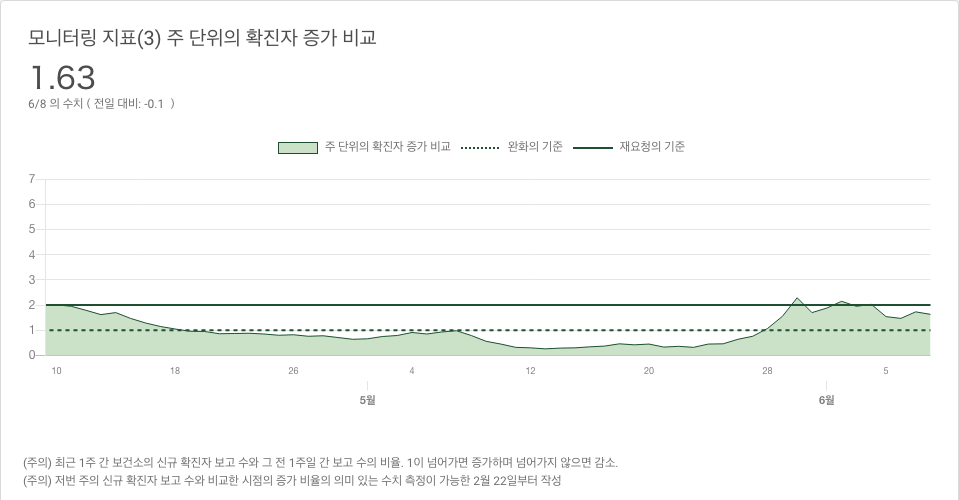 모니터링 지표(3) 주 단위의 확진자 증가 비교
1.63
6/8 의 수치 ( 전일 대비: -0.1 )
주 단위의 확진자 증가 비교 완화의 기준 재요청의 기준
7
6
5
4
3
2
1
0
10 18 26 4 12 20 28 5
5월 6월
(주의) 최근 1주 간 보건소의 신규 확진자 보고 수와 그 전 1주일 간 보고 수의 비율. 1이 넘어가면 증가하며 넘어가지 않으면 감소.
(주의) 저번 주의 신규 확진자 보고 수와 비교한 시점의 증가 비율의 의미 있는 수치 측정이 가능한 2월 22일부터 작성